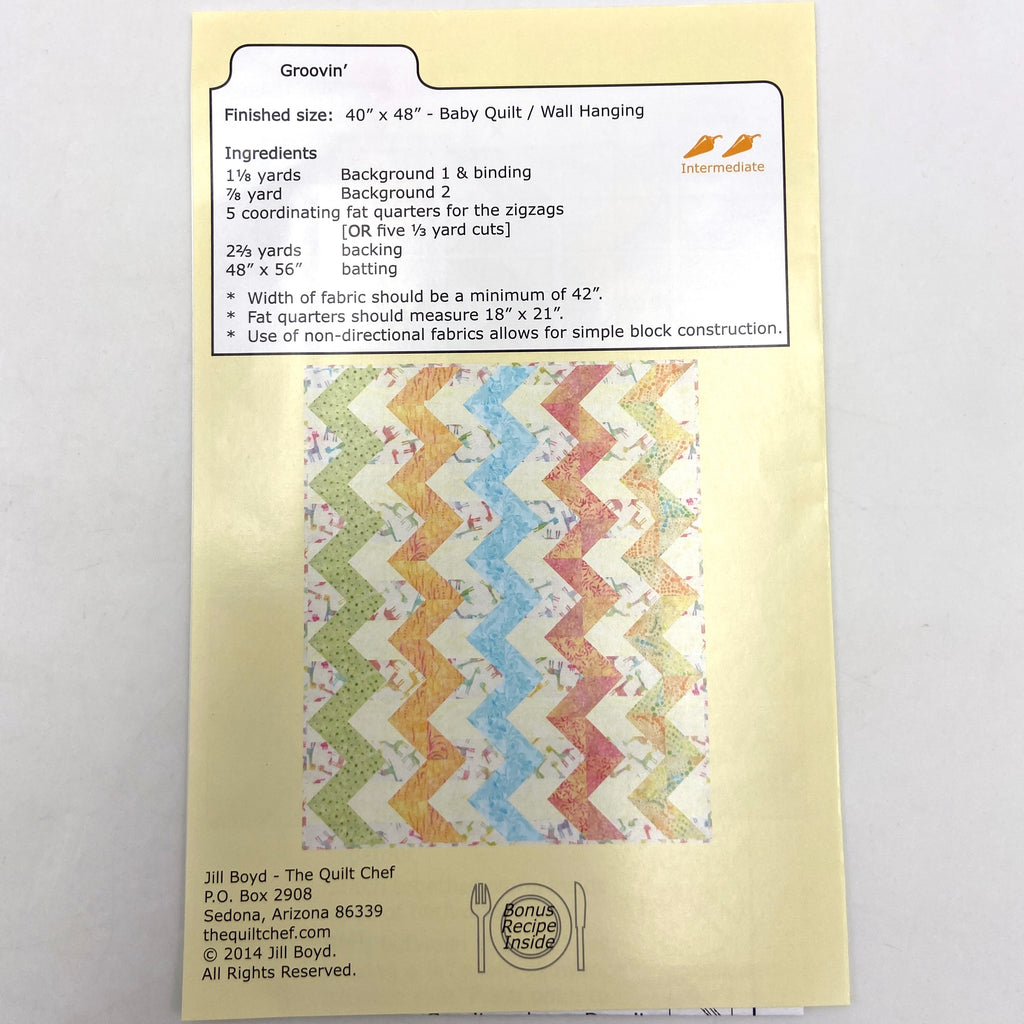 Groovin'
Finished size: 40" x 48" - Baby Quilt / Wall Hanging
Intermediate
Ingredients
1⅛ yards Background 1 & binding
⅞ yard Background 2
5 coordinating fat quarters for the zigzags
[OR five ⅓ yard cuts]
2⅔ yards backing
48" x 56" batting
* Width of fabric should be a minimum of 42".
* Fat quarters should measure 18" x 21".
* Use of non-directional fabrics allows for simple block construction.
Jill Boyd - The Quilt Chef
P.O. Box 2908
Sedona, Arizona 86339
thequiltchef.com
© 2014 Jill Boyd.
All Rights Reserved.
Bonus
Recipe
Inside